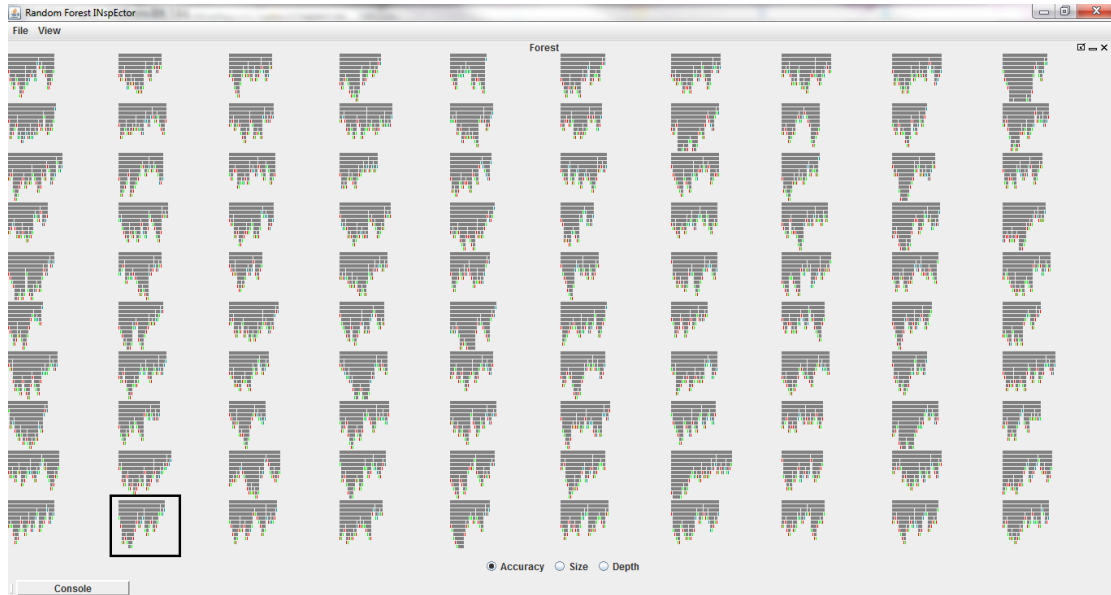 Random Forest INspEctor
File View
Forest
Accuracy Size Depth
Console